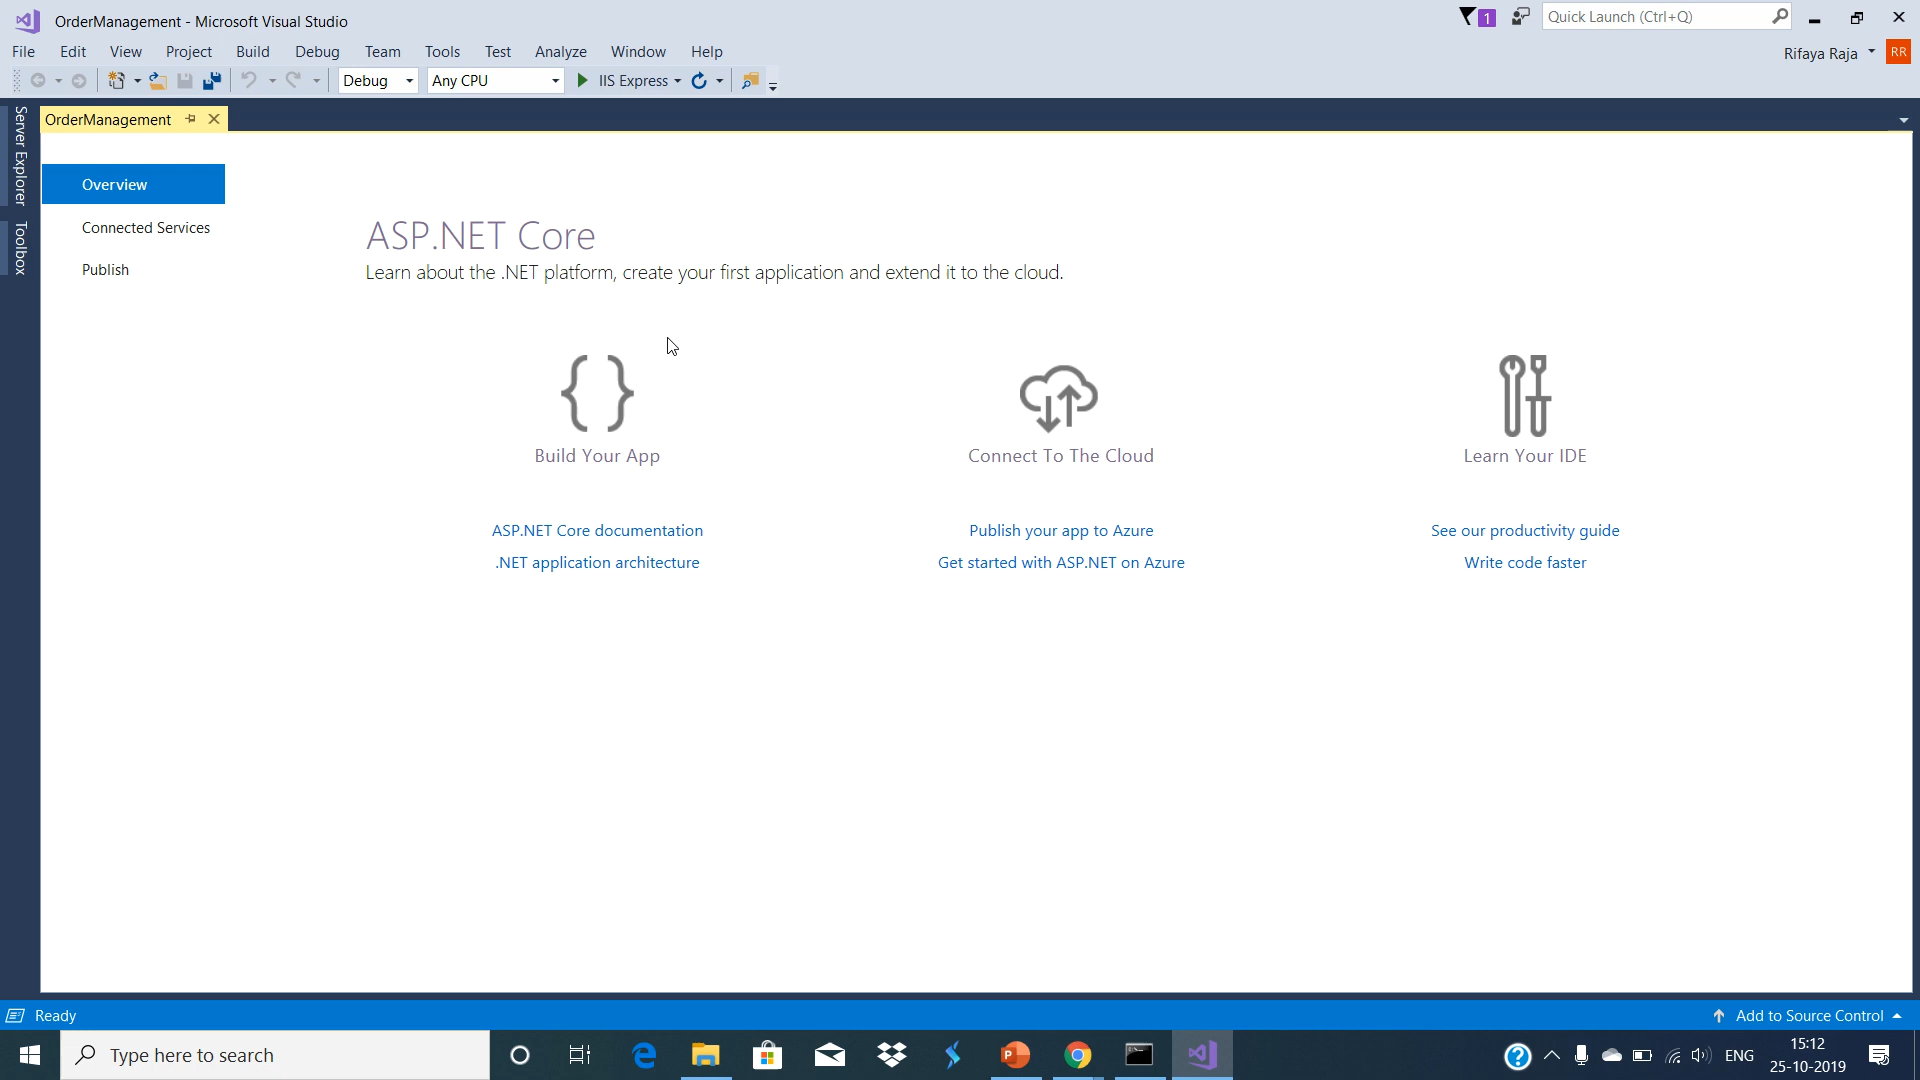 OrderManagement - Microsoft Visual Studio
1
Quick Launch (Ctrl+Q)
File Edit View Project Build Debug Team Tools Test Analyze Window Help
Rifaya Raja RR
Debug Any CPU IIS Express
Server Explorer
Toolbox
OrderManagement
Overview
Connected Services
Publish
ASP.NET Core
Learn about the .NET platform, create your first application and extend it to the cloud.
Build Your App
ASP.NET Core documentation
.NET application architecture
Connect To The Cloud
Publish your app to Azure
Get started with ASP.NET on Azure
Learn Your IDE
See our productivity guide
Write code faster
Ready
Add to Source Control
Type here to search
ENG
15:12
25-10-2019